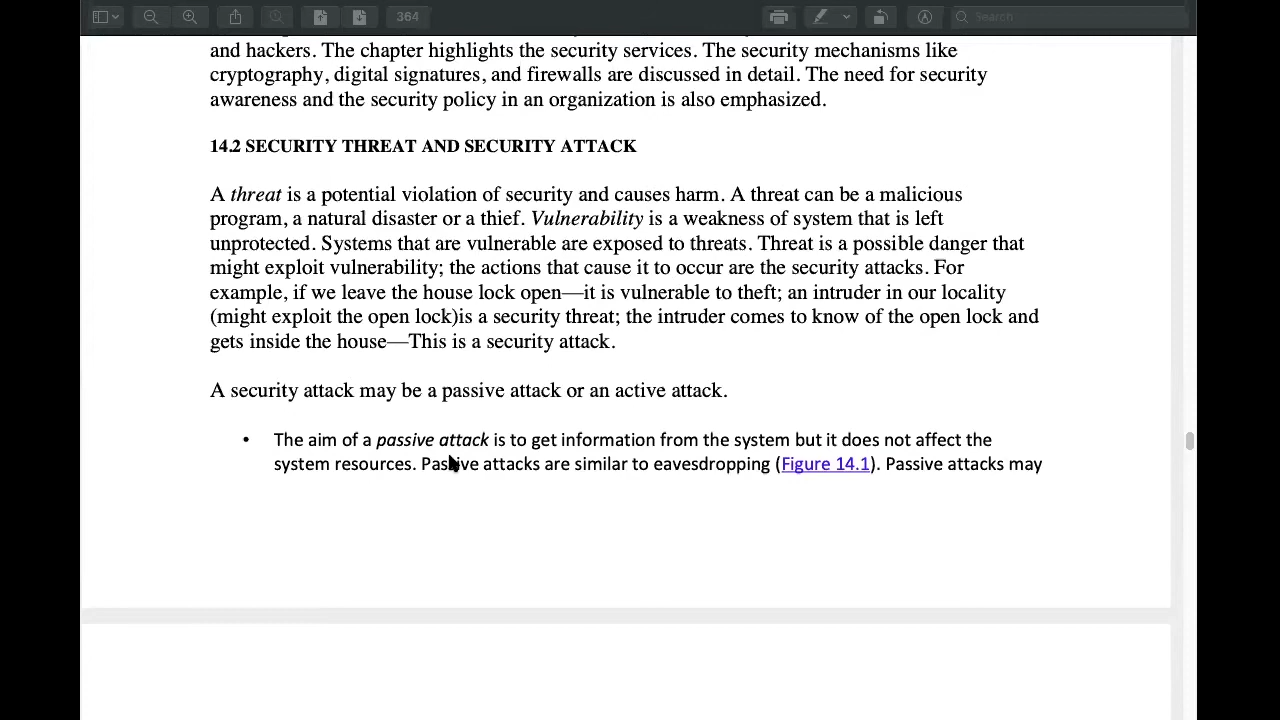 364
Search
and hackers. The chapter highlights the security services. The security mechanisms like
cryptography, digital signatures, and firewalls are discussed in detail. The need for security
awareness and the security policy in an organization is also emphasized.
14.2 SECURITY THREAT AND SECURITY ATTACK
A threat is a potential violation of security and causes harm. A threat can be a malicious
program, a natural disaster or a thief. Vulnerability is a weakness of system that is left
unprotected. Systems that are vulnerable are exposed to threats. Threat is a possible danger that
might exploit vulnerability; the actions that cause it to occur are the security attacks. For
example, if we leave the house lock open—it is vulnerable to theft; an intruder in our locality
(might exploit the open lock)is a security threat; the intruder comes to know of the open lock and
gets inside the house—This is a security attack.
A security attack may be a passive attack or an active attack.
• The aim of a passive attack is to get information from the system but it does not affect the
system resources. Passive attacks are similar to eavesdropping (Figure 14.1). Passive attacks may